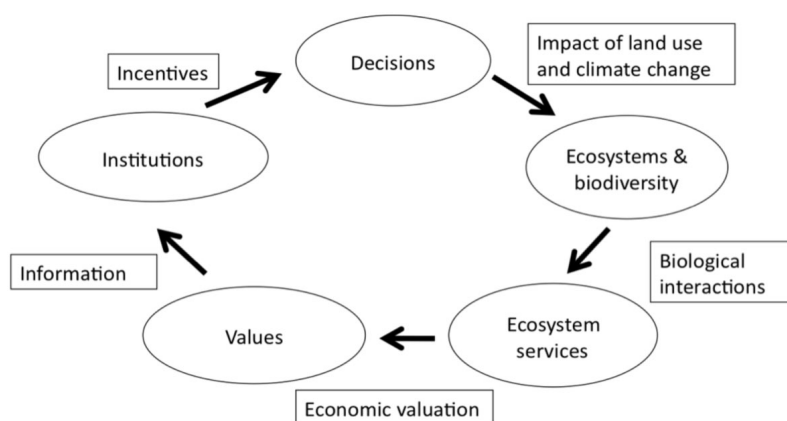 Decisions
Impact of land use
and climate change
Incentives
Institutions
Ecosystems &
biodiversity
Information
Biological
interactions
Values
Ecosystem
services
Economic valuation